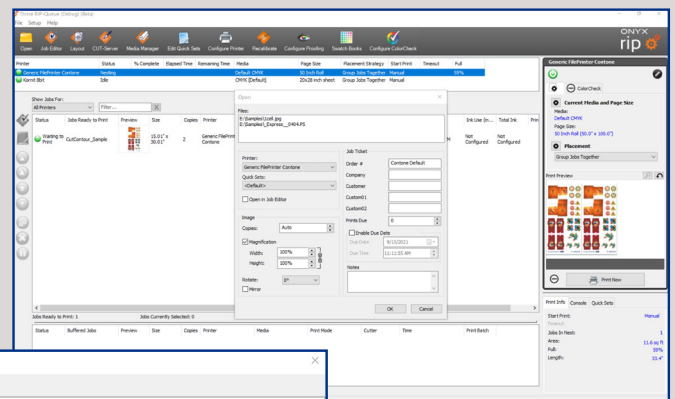 Thrive RIP-Queue (Debug) (Beta)
File Setup Help
Open Job Editor Layout CUT-Server Media Manager Edit Quick Sets Configure Printer Recalibrate Configure Proofing Swatch Books Configure ColorCheck
ONYX
rip
Printer Status % Complete Elapsed Time Remaining Time Media Page Size Placement Strategy Start Print Timeout Full
Generic FilePrinter Contone Nesting Default CMYK 50 Inch Roll Group Jobs Together Manual 59%
Kornit 8bit Idle CMYK [Default] 20x28 inch sheet Group Jobs Together Manual
Show Jobs For:
All Printers Filter...
Status Jobs Ready to Print Preview Size Copies Printer Ink Use (in... Total Ink Prin
Waiting to Print CutContour_Sample 15.01" x 30.01" 2 Generic FilePrint Contone M Not Configured Not Configured
Open
Files:
E:\Samples\1cell.jpg
E:\Samples\_Express__0404.PS
Printer:
Generic FilePrinter Contone
Quick Sets:
<Default>
Open in Job Editor
Image
Copies: Auto
Magnification
Width: 100%
Height: 100%
Rotate: 0°
Mirror
Job Ticket
Order # Contone Default
Company
Customer
Custom01
Custom02
Prints Due 0
Enable Due Date
Due Date 9/15/2021
Due Time 11:11:55 AM
Notes
OK Cancel
Jobs Ready to Print: 1 Jobs Currently Selected: 0
Status Buffered Jobs Preview Size Copies Printer Media Print Mode Cutter Time Print Batch
Generic FilePrinter Contone
ColorCheck
Current Media and Page Size
Media:
Default CMYK
Page Size:
50 Inch Roll (50.0" x 100.0")
Placement
Group Jobs Together
Print Preview
Print Now
Print Info Console Quick Sets
Start Print: Manual
Timeout:
Jobs In Nest: 1
Area: 11.6 sq ft
Full: 59%
Length: 33.4"